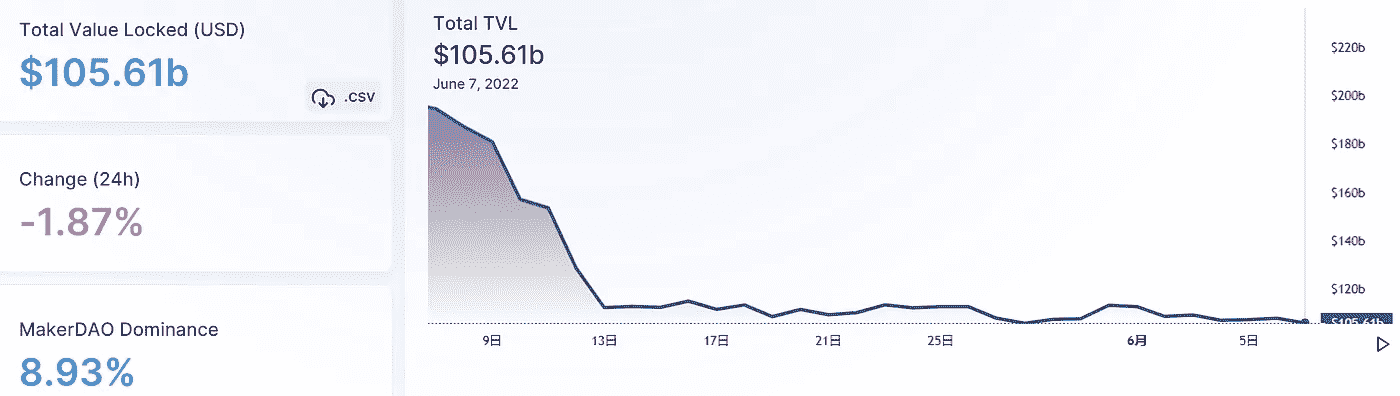 Total Value Locked (USD)
$105.61b
.csv
Change (24h)
-1.87%
MakerDAO Dominance
8.93%
Total TVL
$105.61b
June 7, 2022
$220b
$200b
$180b
$160b
$140b
$120b
$105.61b
9日 13日 17日 21日 25日 6月 5日